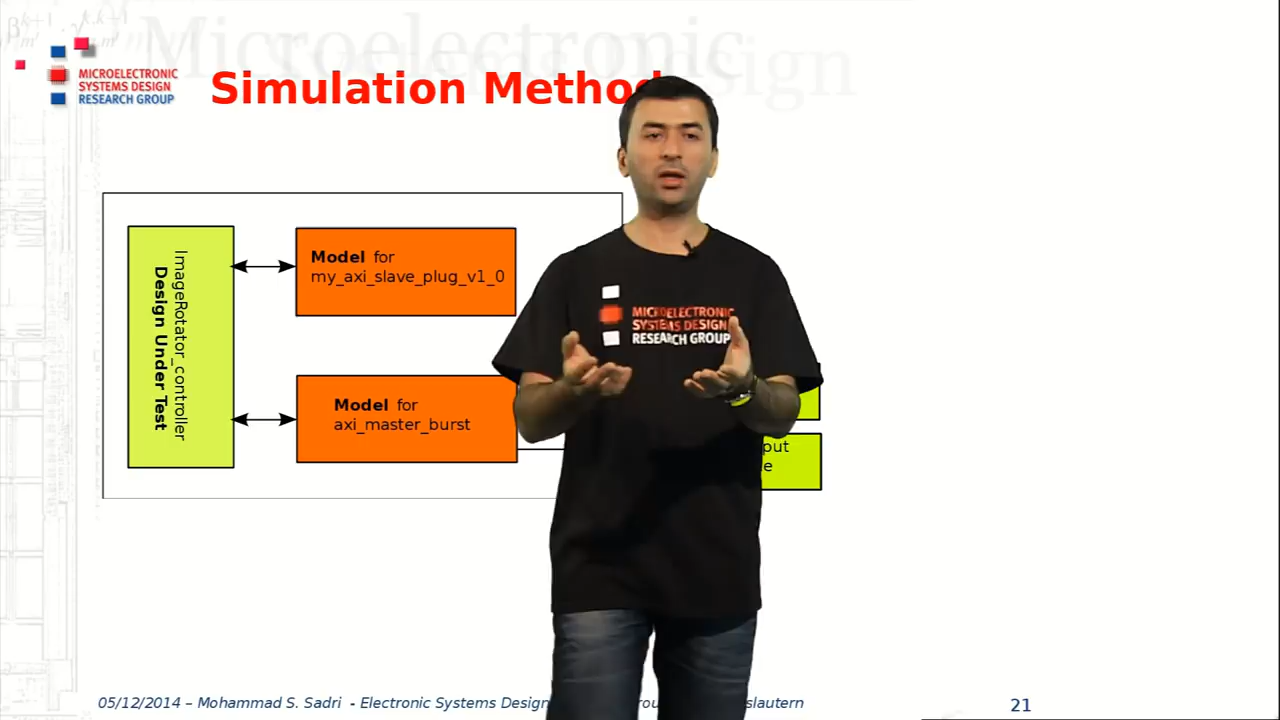 MICROELECTRONIC
SYSTEMS DESIGN
RESEARCH GROUP
Microelectronic
Simulation Metho
ImageRotator_controller
Design Under Test
Model for
my_axi_slave_plug_v1_0
Model for
axi_master_burst
MICROELECTRONIC
SYSTEMS DESIGN
RESEARCH GROUP
05/12/2014 – Mohammad S. Sadri - Electronic Systems Design
21